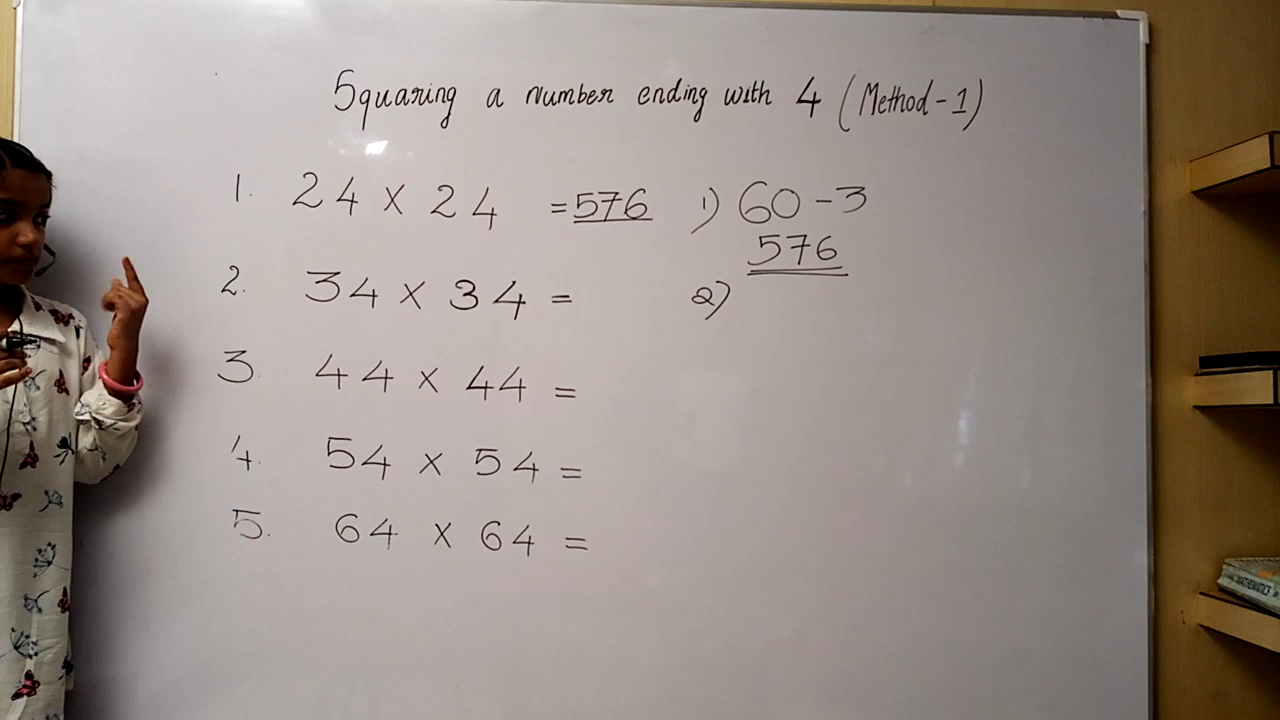 Squaring a number ending with 4 (Method-1)
1. 24 x 24 = 576 1) 60-3
576
2. 34 x 34 = 2)
3. 44 x 44 =
4. 54 x 54 =
5. 64 x 64 =
MATHEMATICS